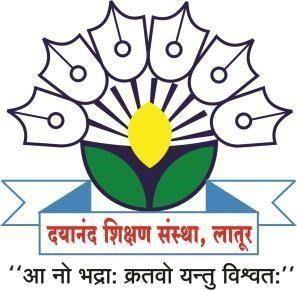 दयानंद शिक्षण संस्था, लातूर
‘‘आ नो भद्रा: क्रतवो यन्तु विश्वत:’’